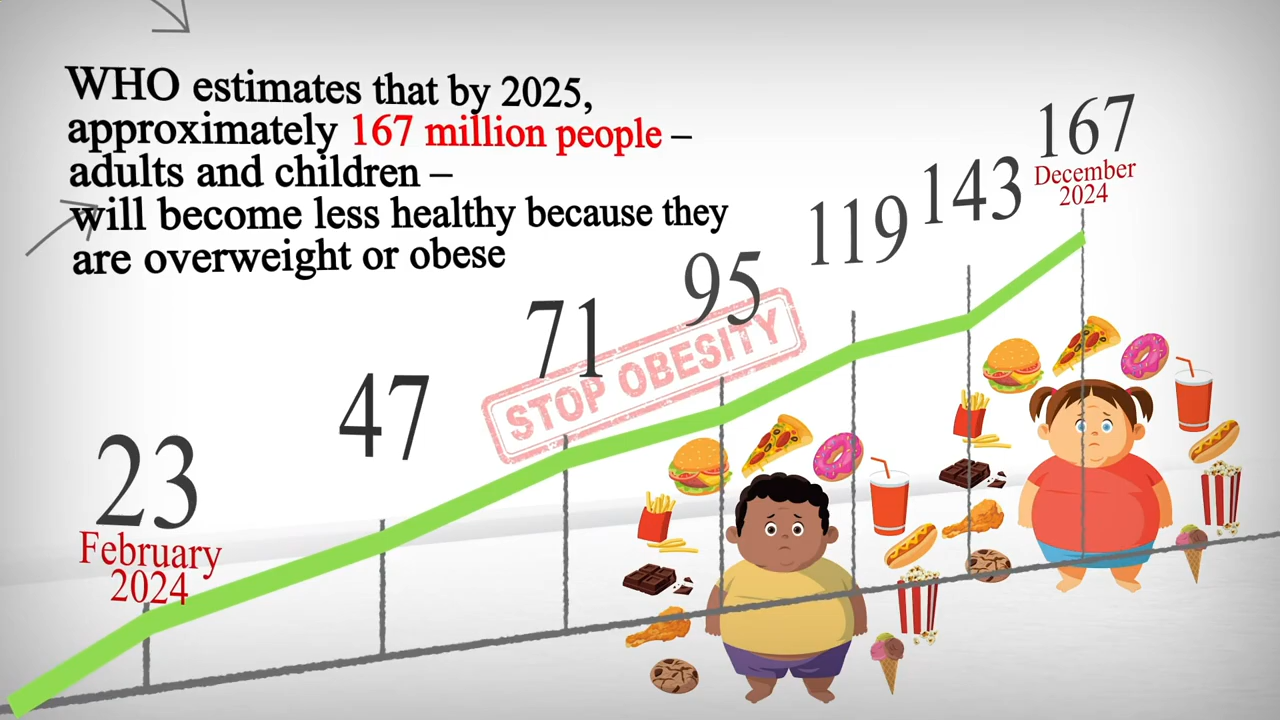 WHO estimates that by 2025,
approximately 167 million people –
adults and children –
will become less healthy because they
are overweight or obese
23
February
2024
47
71
95
119
143
167
December
2024
STOP OBESITY